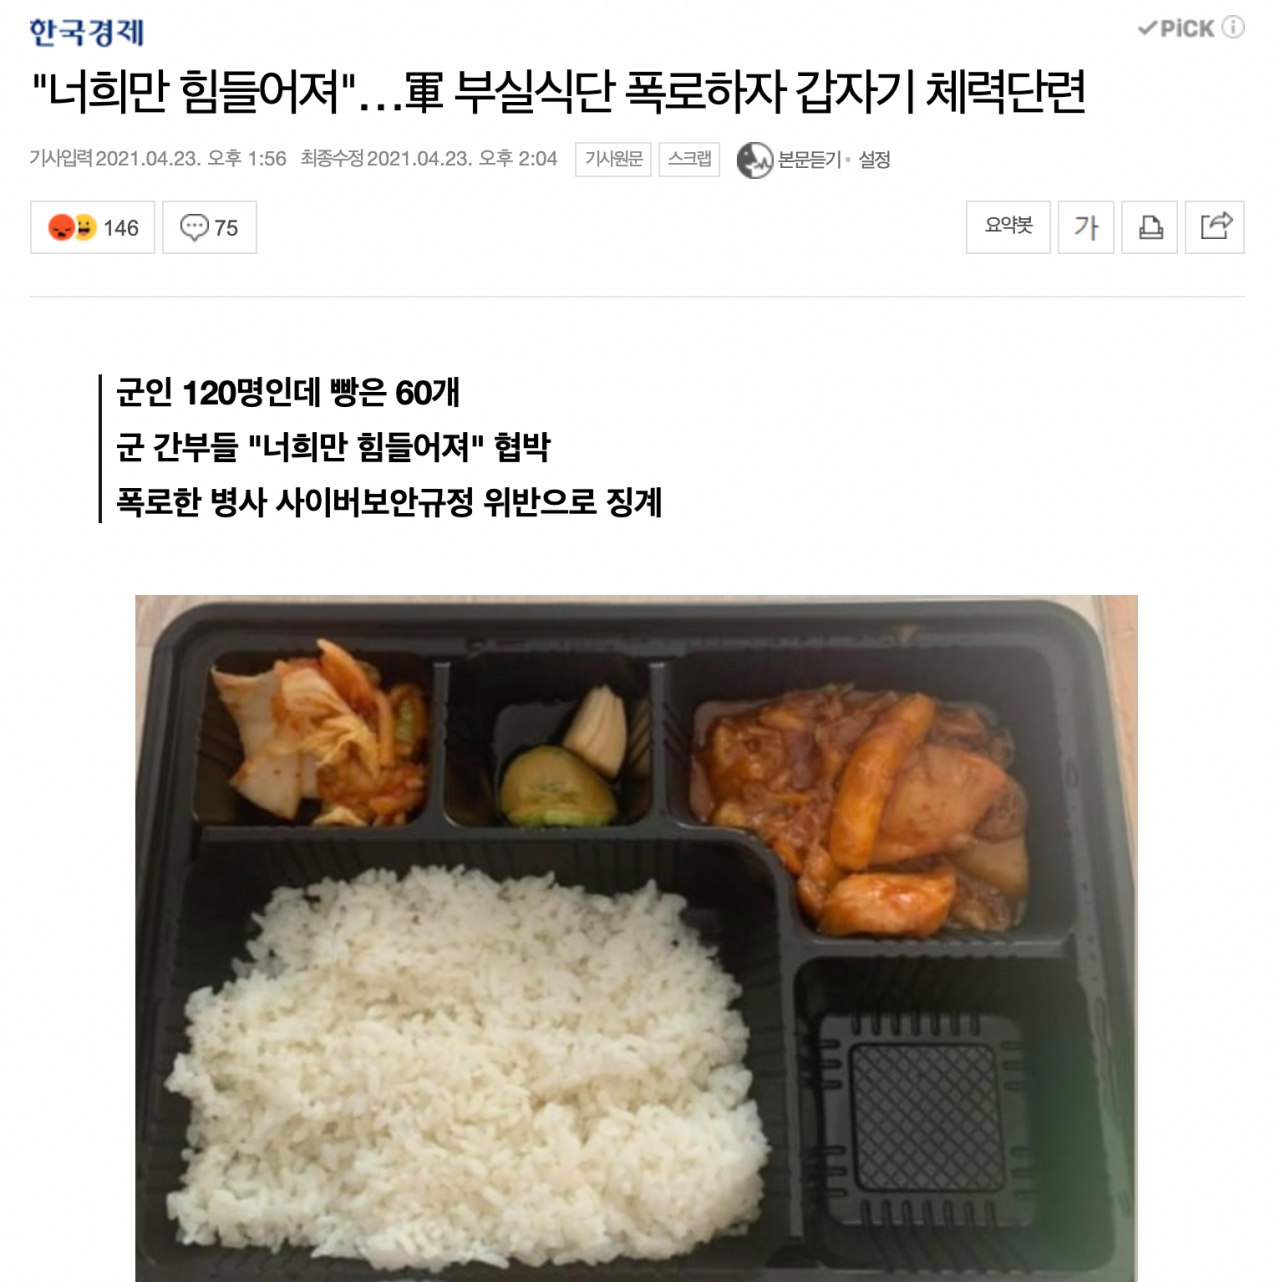 한국경제
PiCK
"너희만 힘들어져"…軍 부실식단 폭로하자 갑자기 체력단련
기사입력 2021.04.23. 오후 1:56 최종수정 2021.04.23. 오후 2:04 기사원문 스크랩 본문듣기 · 설정
146 75 요약봇 가
군인 120명인데 빵은 60개
군 간부들 "너희만 힘들어져" 협박
폭로한 병사 사이버보안규정 위반으로 징계